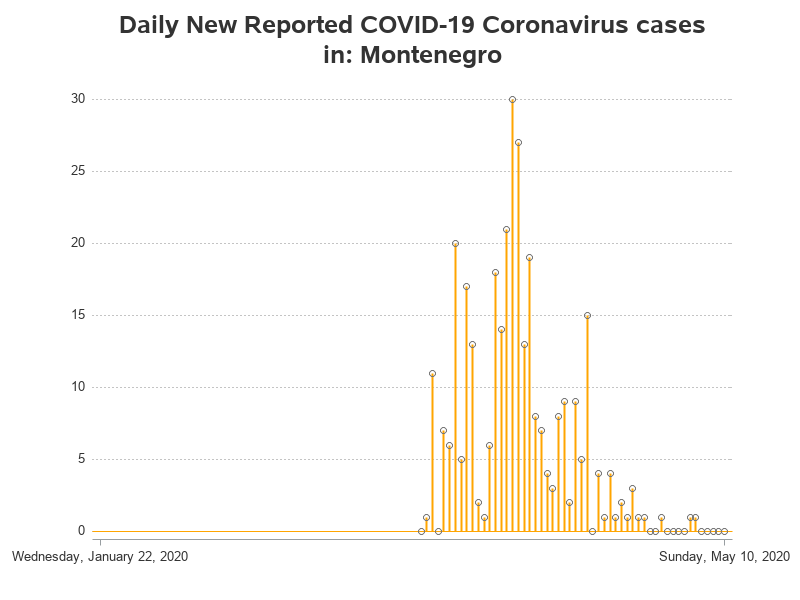 Daily New Reported COVID-19 Coronavirus cases
in: Montenegro
30
25
20
15
10
5
0
Wednesday, January 22, 2020
Sunday, May 10, 2020